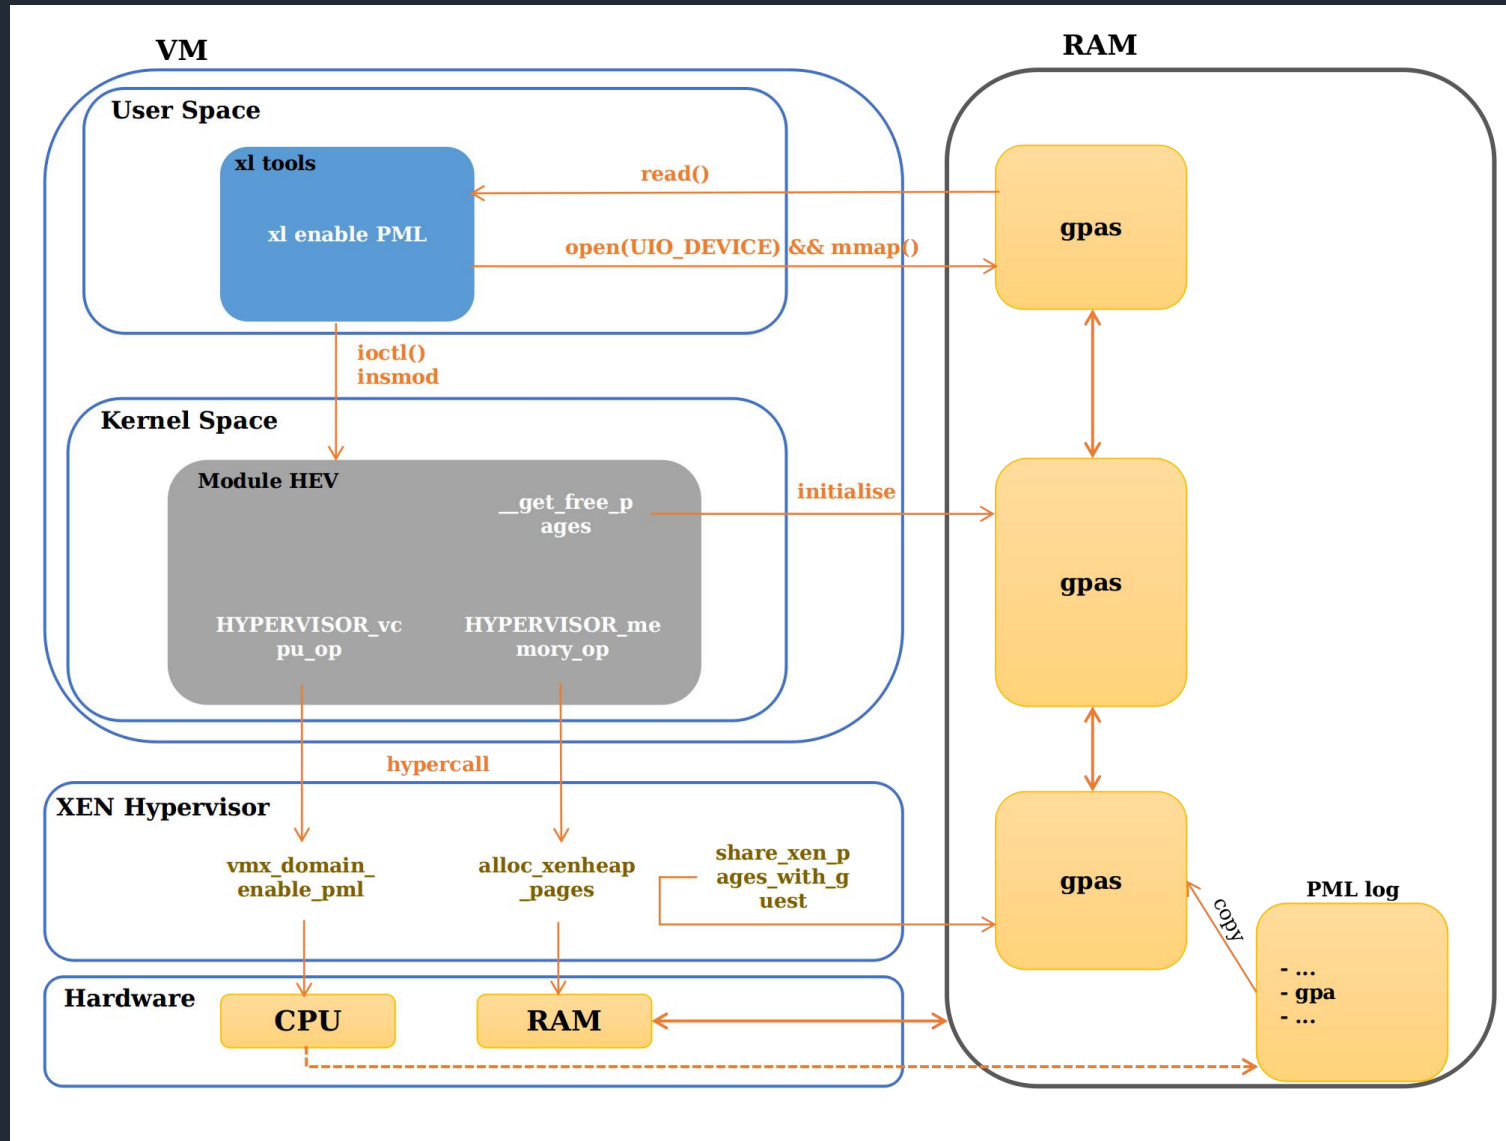 VM
RAM
User Space
xl tools
xl enable PML
read()
open(UIO_DEVICE) && mmap()
gpas
ioctl()
insmod
Kernel Space
Module HEV
__get_free_p
ages
initialise
gpas
HYPERVISOR_vc
pu_op
HYPERVISOR_me
mory_op
hypercall
XEN Hypervisor
vmx_domain_
enable_pml
alloc_xenheap
_pages
share_xen_p
ages_with_g
uest
gpas
copy
PML log
- ...
- gpa
- ...
Hardware
CPU
RAM